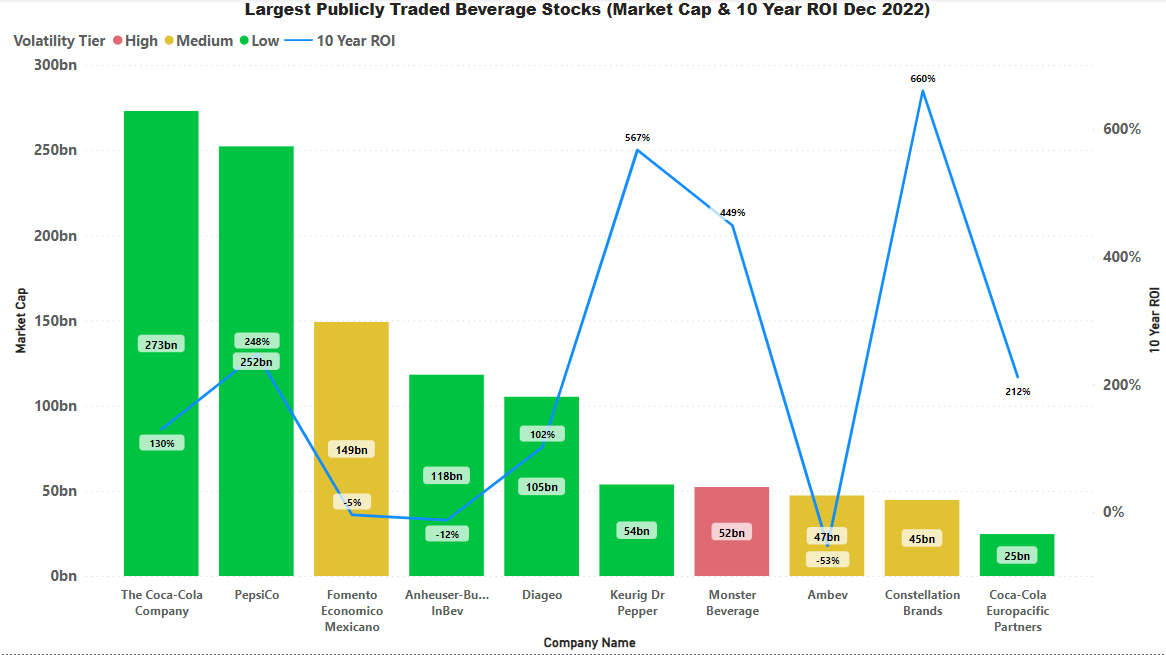 Largest Publicly Traded Beverage Stocks (Market Cap & 10 Year ROI Dec 2022)
Volatility Tier High Medium Low 10 Year ROI
300bn
250bn
200bn
150bn
100bn
50bn
0bn
Market Cap
273bn
130%
248%
252bn
149bn
-5%
118bn
-12%
102%
105bn
567%
54bn
449%
52bn
47bn
-53%
660%
45bn
212%
25bn
600%
400%
200%
0%
10 Year ROI
The Coca-Cola
Company
PepsiCo
Fomento
Economico
Mexicano
Anheuser-Bu...
InBev
Diageo
Keurig Dr
Pepper
Monster
Beverage
Ambev
Constellation
Brands
Coca-Cola
Europacific
Partners
Company Name